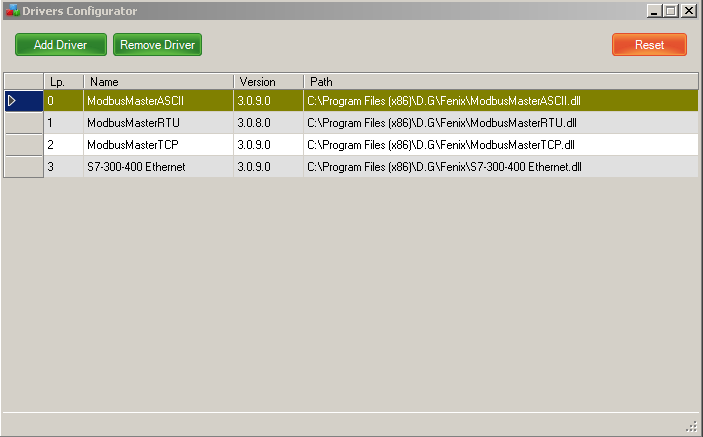 Drivers Configurator
Add Driver Remove Driver Reset
Lp. Name Version Path
0 ModbusMasterASCII 3.0.9.0 C:\Program Files (x86)\D.G\Fenix\ModbusMasterASCII.dll
1 ModbusMasterRTU 3.0.8.0 C:\Program Files (x86)\D.G\Fenix\ModbusMasterRTU.dll
2 ModbusMasterTCP 3.0.9.0 C:\Program Files (x86)\D.G\Fenix\ModbusMasterTCP.dll
3 S7-300-400 Ethernet 3.0.9.0 C:\Program Files (x86)\D.G\Fenix\S7-300-400 Ethernet.dll